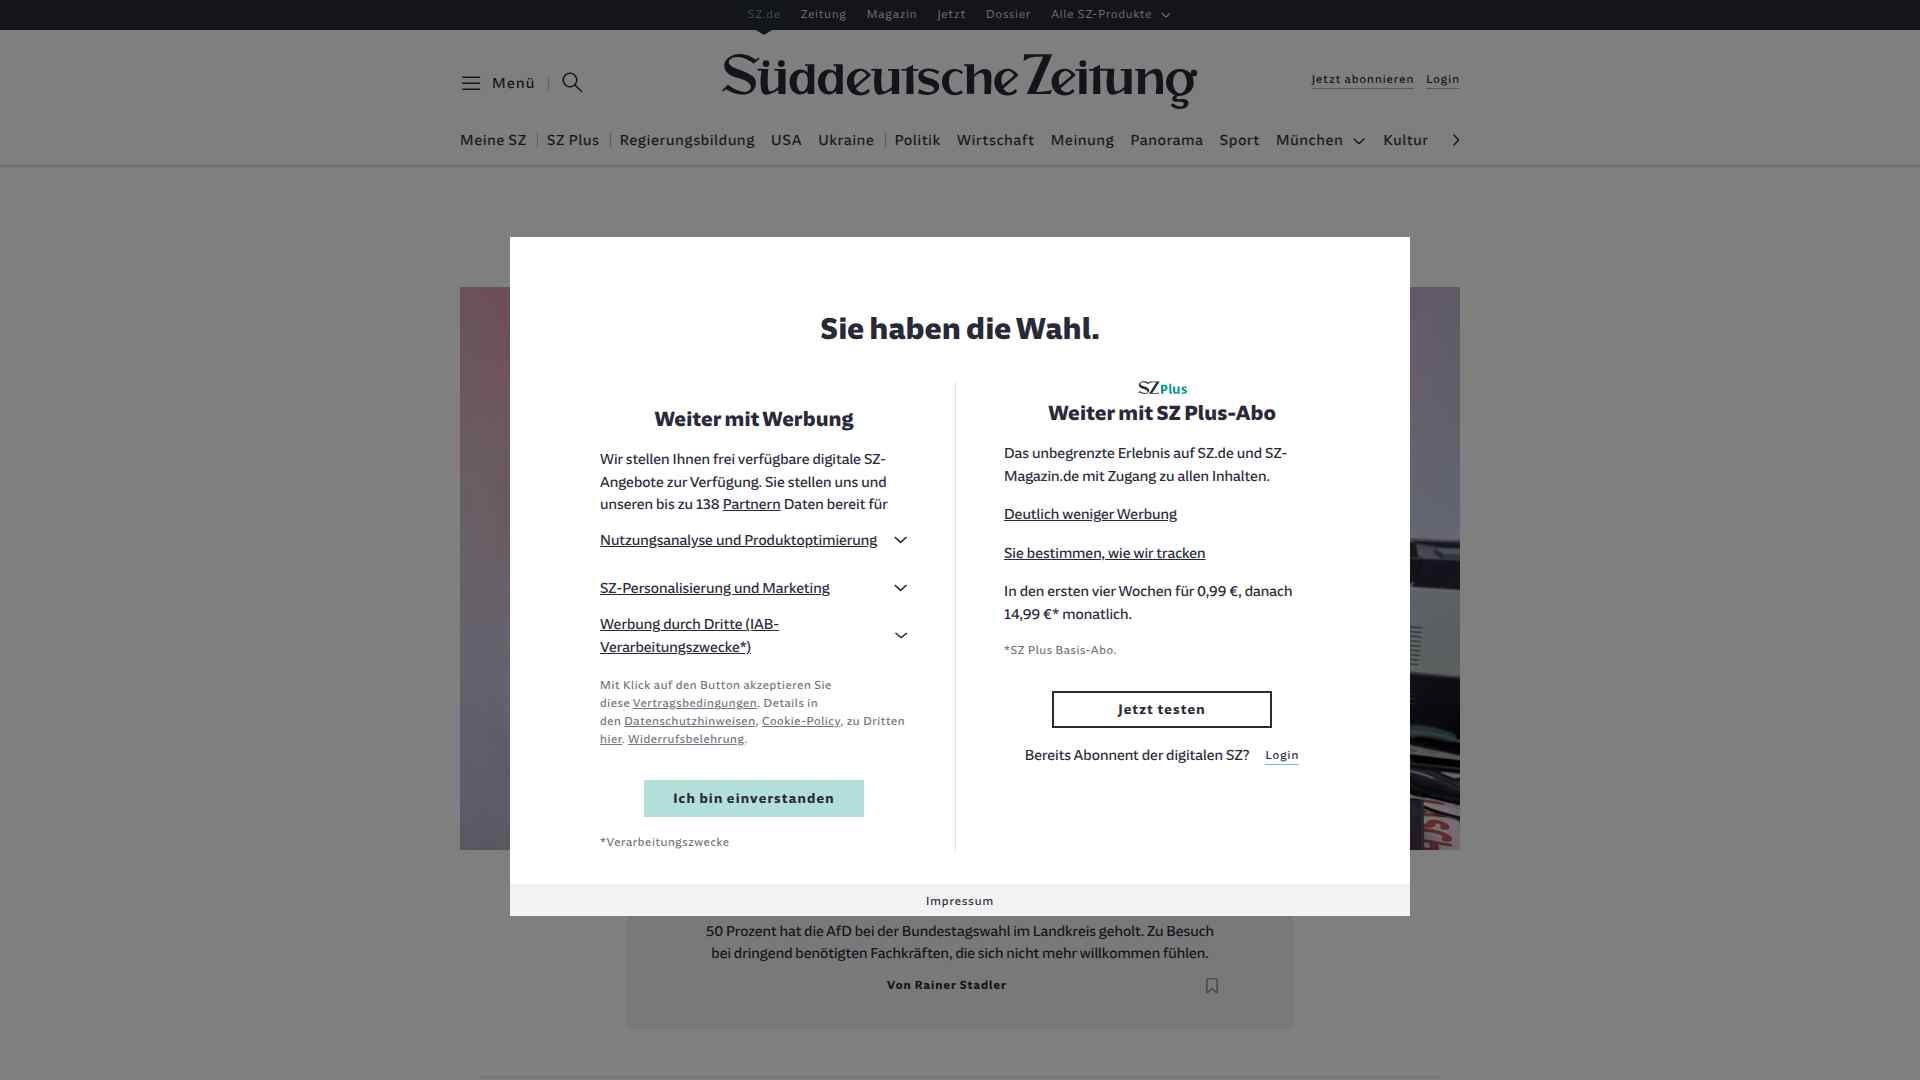 SZ.de Zeitung Magazin Jetzt Dossier Alle SZ-Produkte
Menü
Süddeutsche Zeitung
Jetzt abonnieren Login
Meine SZ SZ Plus Regierungsbildung USA Ukraine Politik Wirtschaft Meinung Panorama Sport München Kultur
Sie haben die Wahl.
Weiter mit Werbung
Wir stellen Ihnen frei verfügbare digitale SZ-
Angebote zur Verfügung. Sie stellen uns und
unseren bis zu 138 Partnern Daten bereit für
Nutzungsanalyse und Produktoptimierung
SZ-Personalisierung und Marketing
Werbung durch Dritte (IAB-
Verarbeitungszwecke*)
Mit Klick auf den Button akzeptieren Sie
diese Vertragsbedingungen. Details in
den Datenschutzhinweisen, Cookie-Policy, zu Dritten
hier. Widerrufsbelehrung.
Ich bin einverstanden
*Verarbeitungszwecke
SZ Plus
Weiter mit SZ Plus-Abo
Das unbegrenzte Erlebnis auf SZ.de und SZ-
Magazin.de mit Zugang zu allen Inhalten.
Deutlich weniger Werbung
Sie bestimmen, wie wir tracken
In den ersten vier Wochen für 0,99 €, danach
14,99 €* monatlich.
*SZ Plus Basis-Abo.
Jetzt testen
Bereits Abonnent der digitalen SZ? Login
Impressum
50 Prozent hat die AfD bei der Bundestagswahl im Landkreis geholt. Zu Besuch
bei dringend benötigten Fachkräften, die sich nicht mehr willkommen fühlen.
Von Rainer Stadler